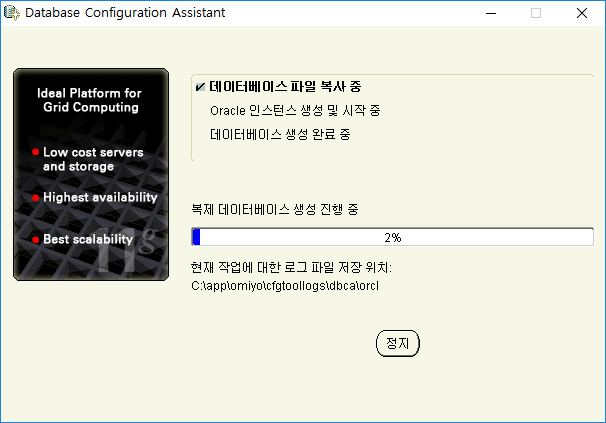 Database Configuration Assistant
Ideal Platform for
Grid Computing
Low cost servers
and storage
Highest availability
Best scalability
11g
데이터베이스 파일 복사 중
Oracle 인스턴스 생성 및 시작 중
데이터베이스 생성 완료 중
복제 데이터베이스 생성 진행 중
2%
현재 작업에 대한 로그 파일 저장 위치:
C:\app\omiyo\cfgtoollogs\dbca\orcl
정지